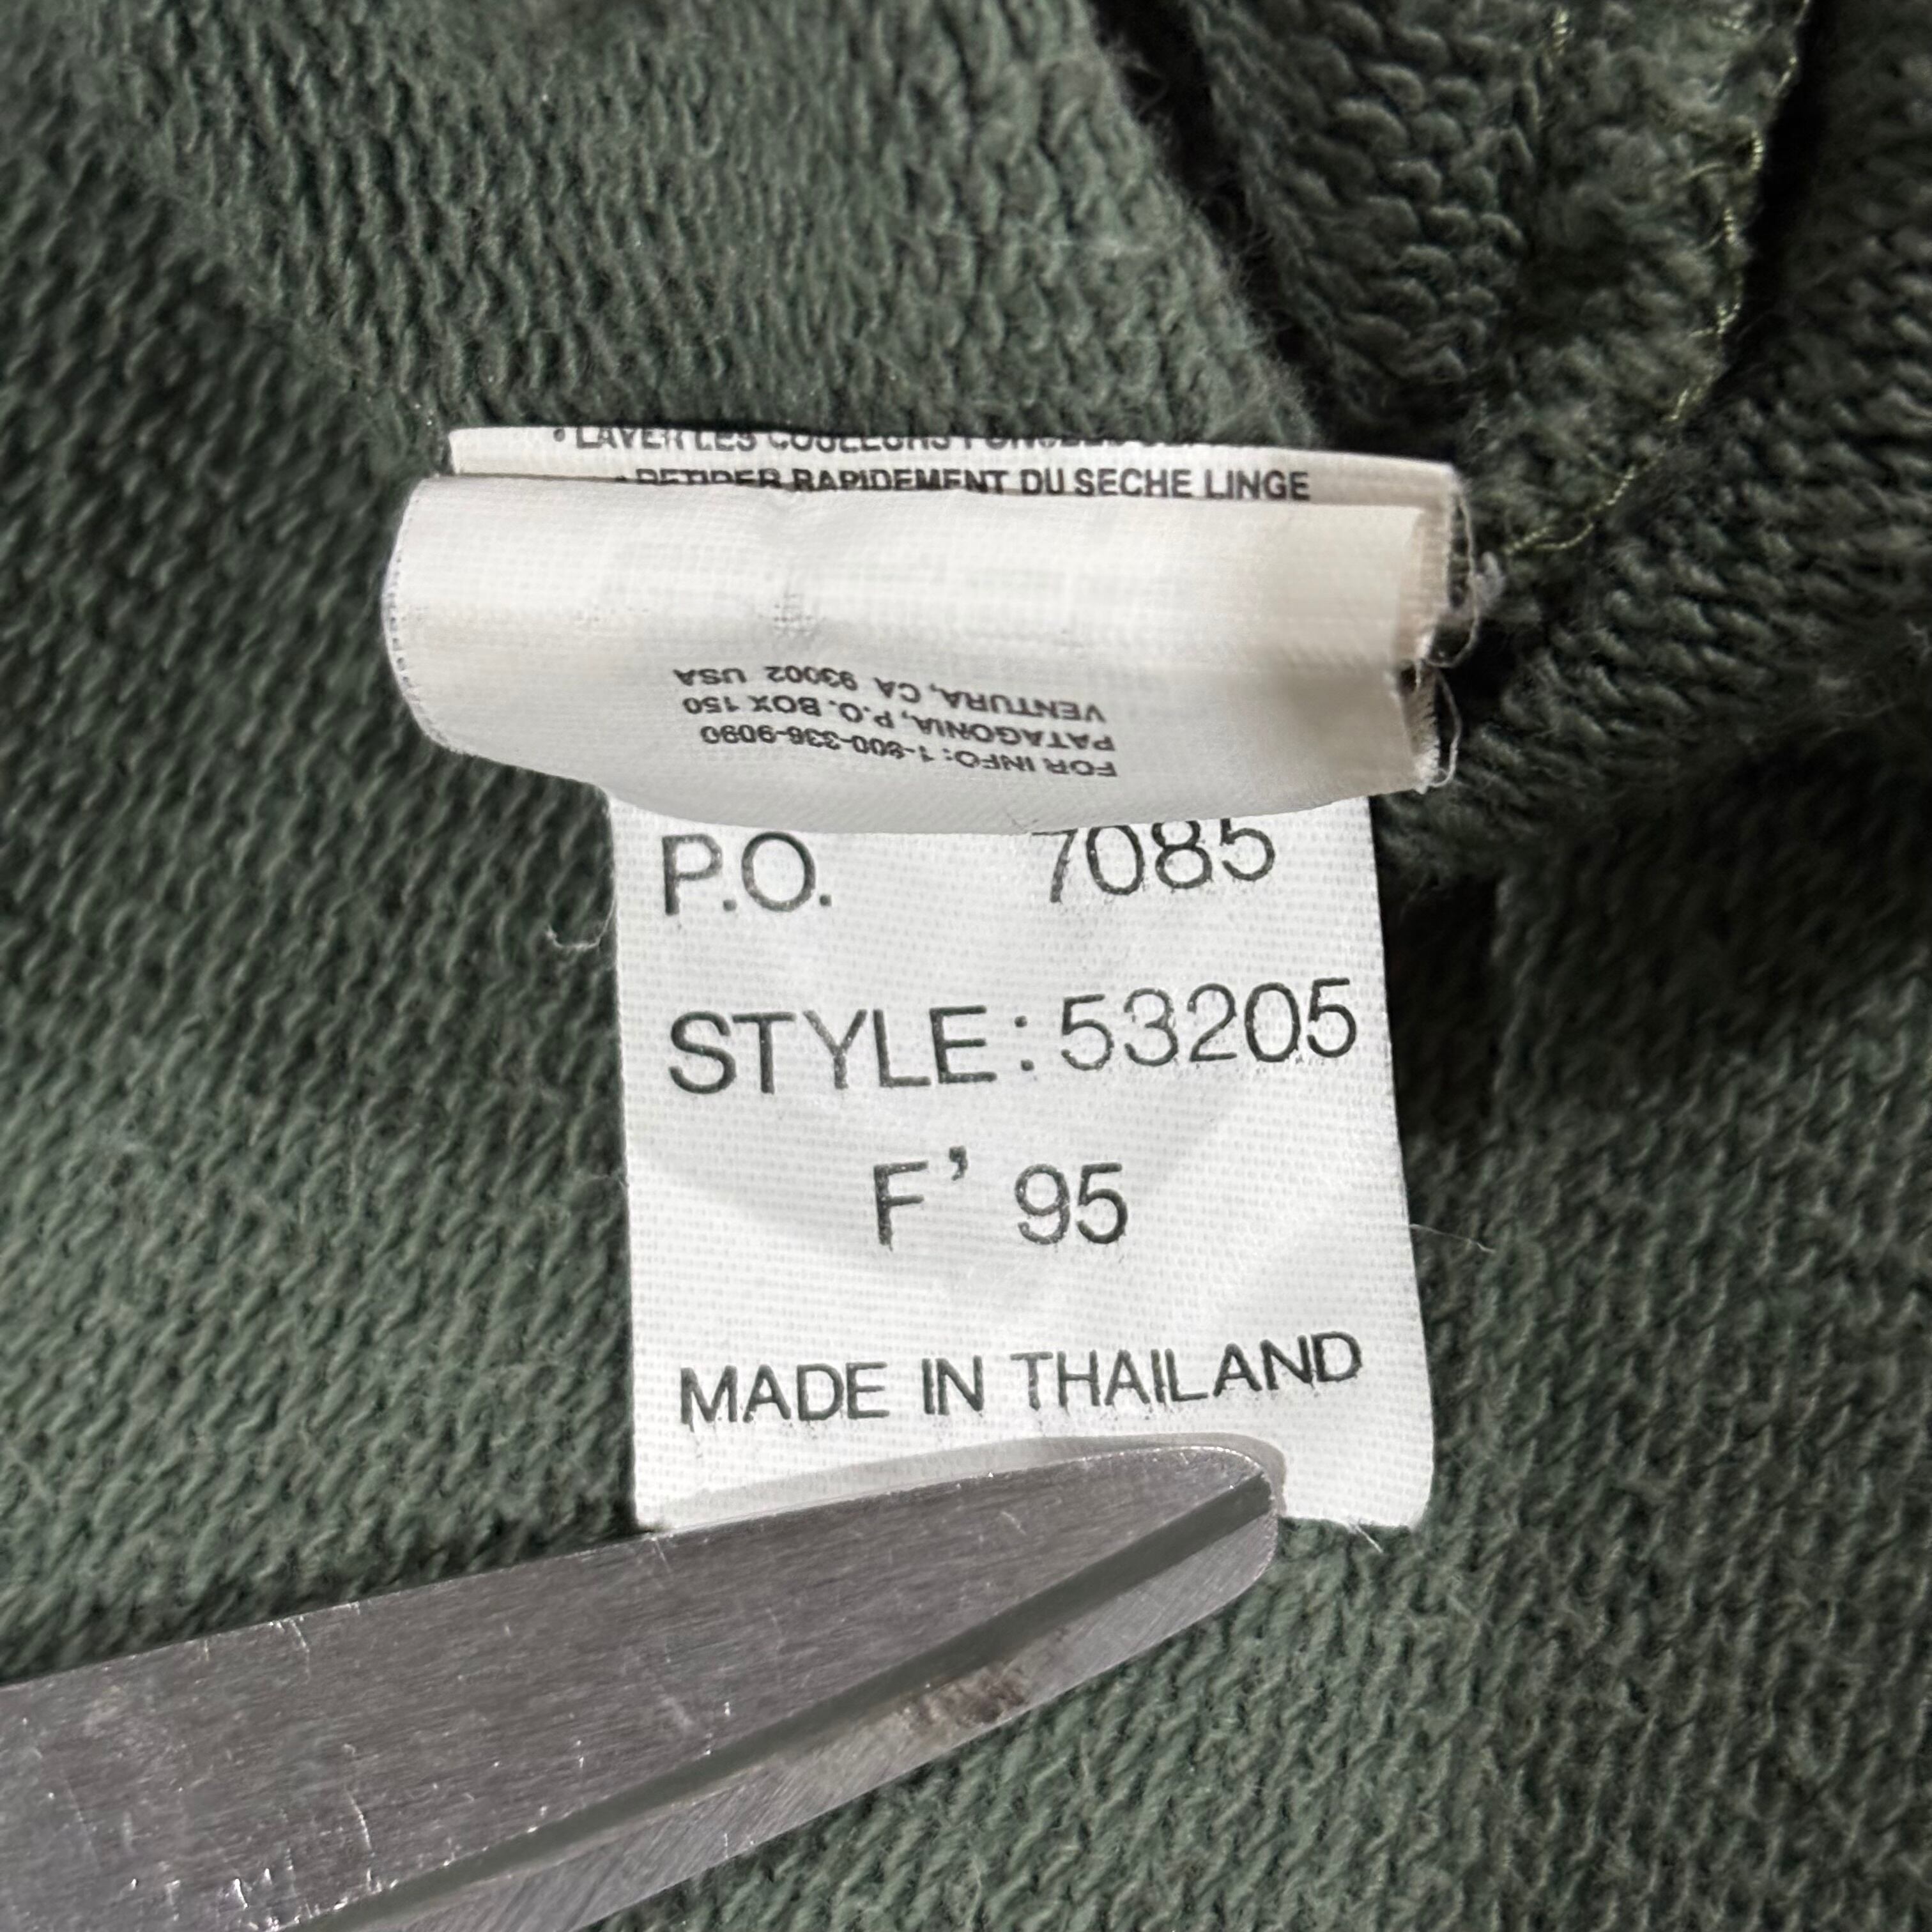 • LAVER LES COULEURS
• RETIRER RAPIDEMENT DU SECHE LINGE
FOR INFO: 1-800-336-9090
PATAGONIA, P.O. BOX 150
VENTURA, CA 93002 USA
P.O. 7085
STYLE: 53205
F' 95
MADE IN THAILAND